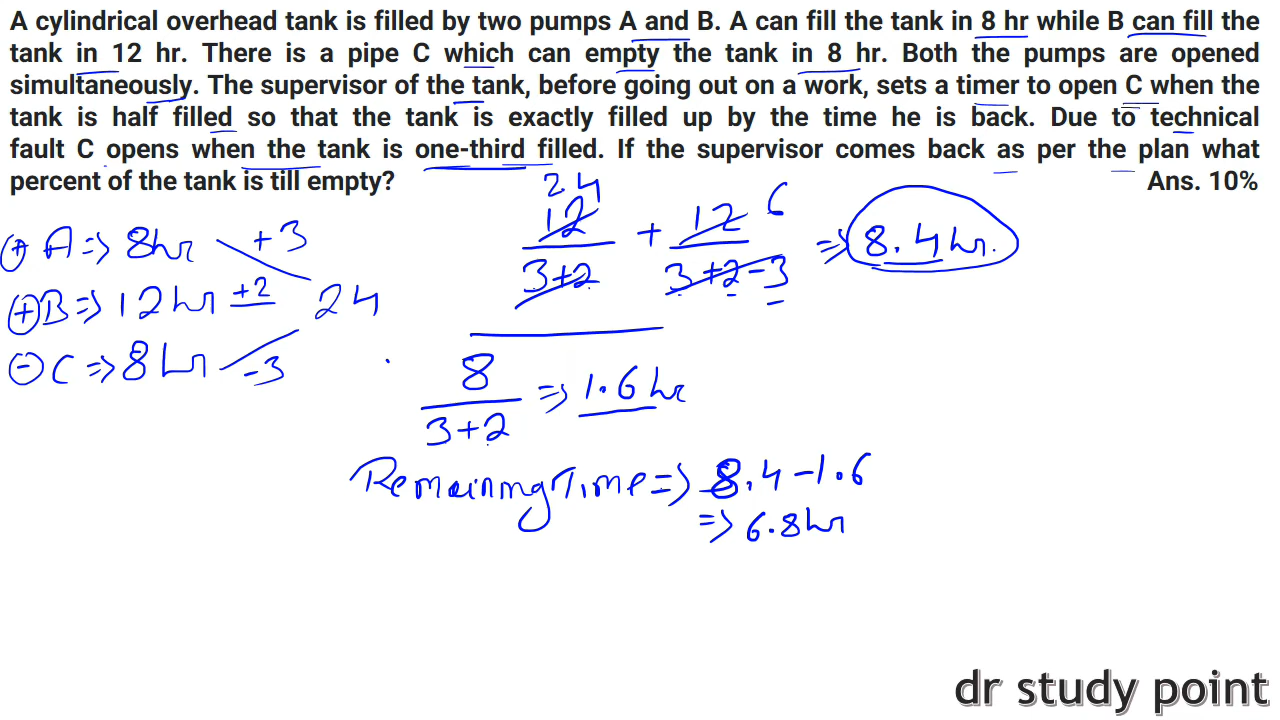 A cylindrical overhead tank is filled by two pumps A and B. A can fill the tank in 8 hr while B can fill the
tank in 12 hr. There is a pipe C which can empty the tank in 8 hr. Both the pumps are opened
simultaneously. The supervisor of the tank, before going out on a work, sets a timer to open C when the
tank is half filled so that the tank is exactly filled up by the time he is back. Due to technical
fault C opens when the tank is one-third filled. If the supervisor comes back as per the plan what
percent of the tank is till empty? Ans. 10%
2.4 6
12/3+2 + 12/3+2-3 => 8.4 hr.
+ A => 8hr +3
+ B => 12hr +2 24
- C => 8hr -3
8/3+2 => 1.6 hr
Remaining Time => 8.4-1.6
=> 6.8hr
dr study point